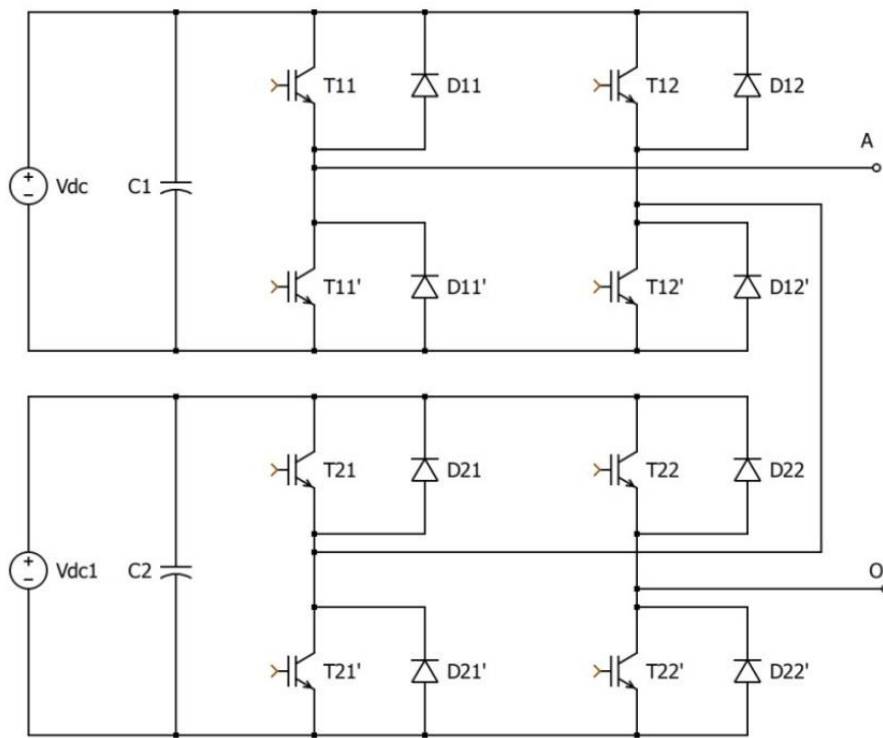 T11 D11 T12 D12
A
Vdc C1
T11' D11' T12' D12'
T21 D21 T22 D22
Vdc1 C2 O
T21' D21' T22' D22'